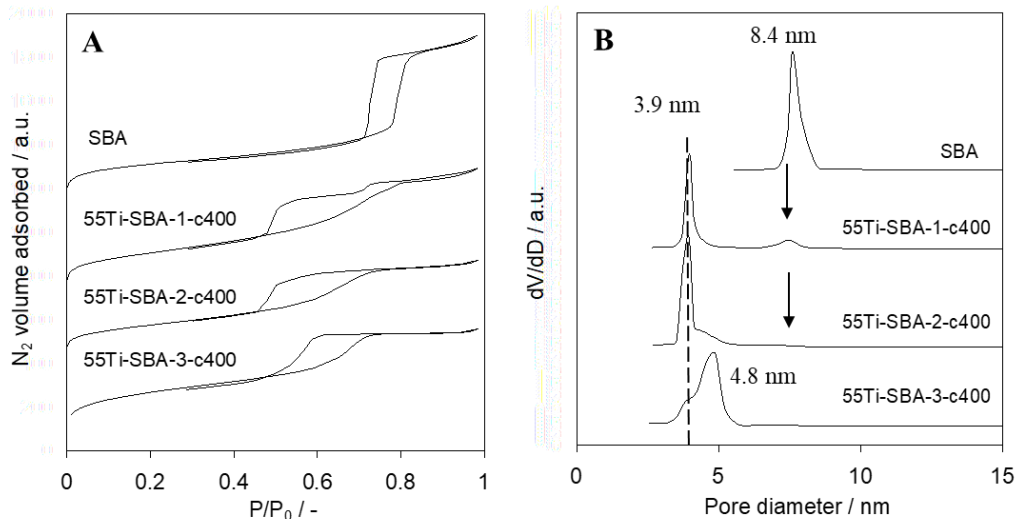 A
SBA
55Ti-SBA-1-c400
55Ti-SBA-2-c400
55Ti-SBA-3-c400
N2 volume adsorbed / a.u.
0 0.2 0.4 0.6 0.8 1
P/P0 / -
B
8.4 nm
3.9 nm
SBA
55Ti-SBA-1-c400
55Ti-SBA-2-c400
4.8 nm
55Ti-SBA-3-c400
dV/dD / a.u.
0 5 10 15
Pore diameter / nm